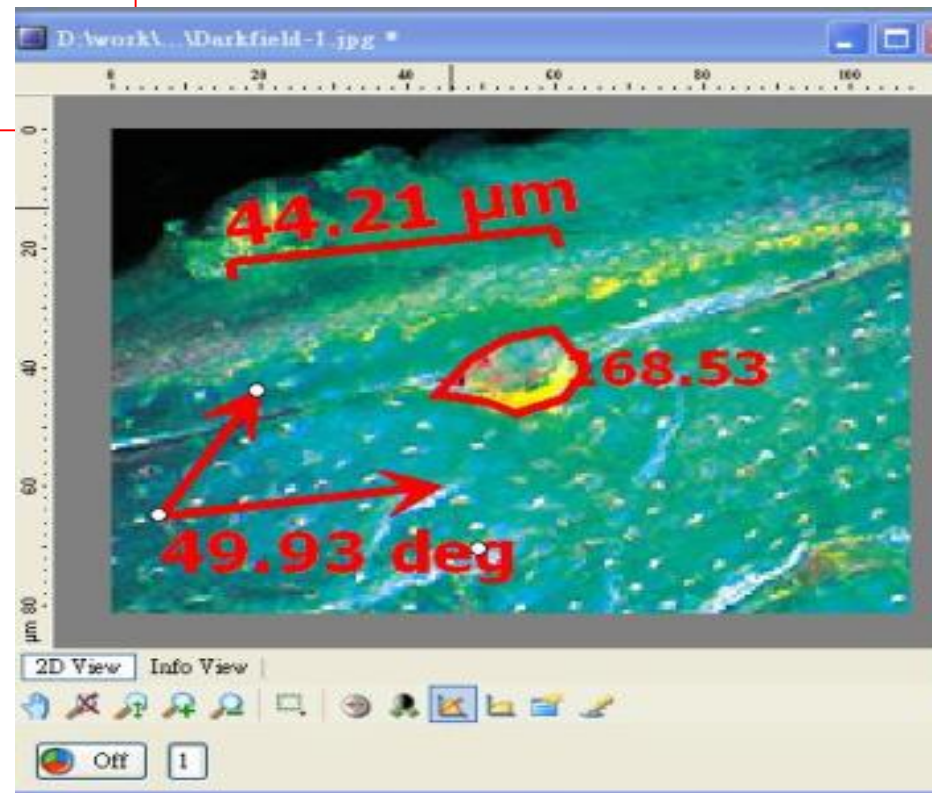 D:\work\...\Darkfield-1.jpg *
0 20 40 60 80 100
0
20
40
60
80
µm
44.21 µm
168.53
49.93 deg
2D View Info View
Off 1